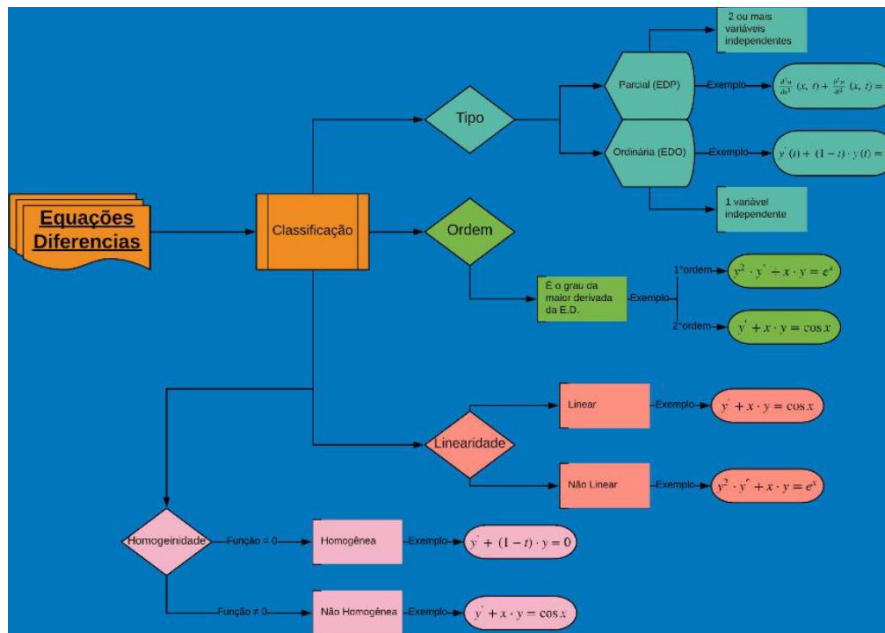 2 ou mais
variáveis
independentes
Parcial (EDP)
Exemplo
(x, t) + (x, t) =
Tipo
Ordinária (EDO)
Exemplo
y'(t) + (1 − t) · y(t) =
1 variável
independente
Equações
Diferencias
Classificação
Ordem
É o grau da
maior derivada
da E.D.
Exemplo
1°ordem
y² · y″ + x · y = eˣ
2°ordem
y' + x · y = cos x
Linearidade
Linear
Exemplo
y' + x · y = cos x
Não Linear
Exemplo
y² · y″ + x · y = eˣ
Homogeinidade
Função = 0
Homogênea
Exemplo
y' + (1 − t) · y = 0
Função ≠ 0
Não Homogênea
Exemplo
y' + x · y = cos x